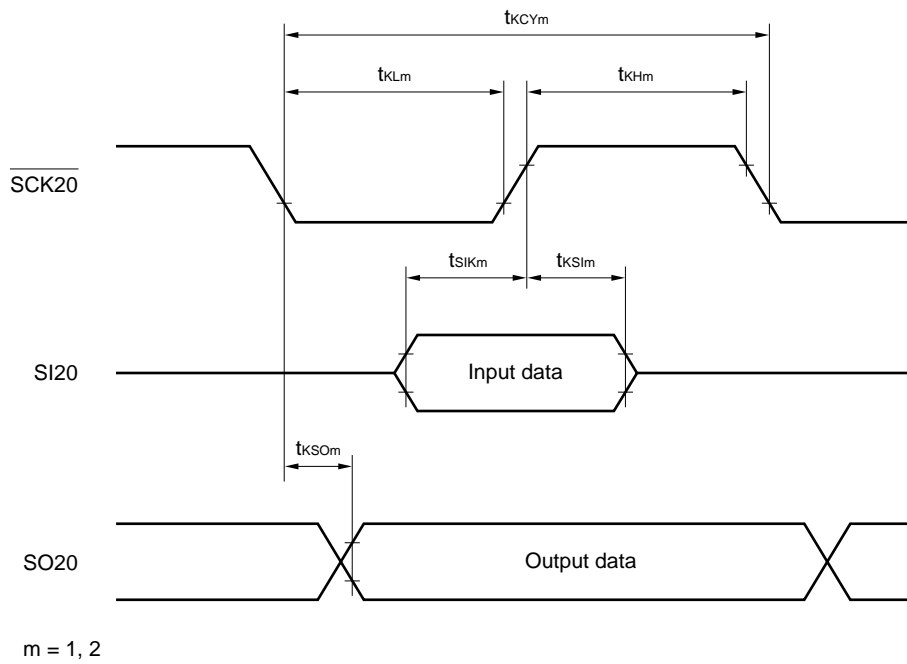 tKCYm
tKLm
tKHm
SCK20
tSIKm
tKSIm
SI20
Input data
tKSOm
SO20
Output data
m = 1, 2